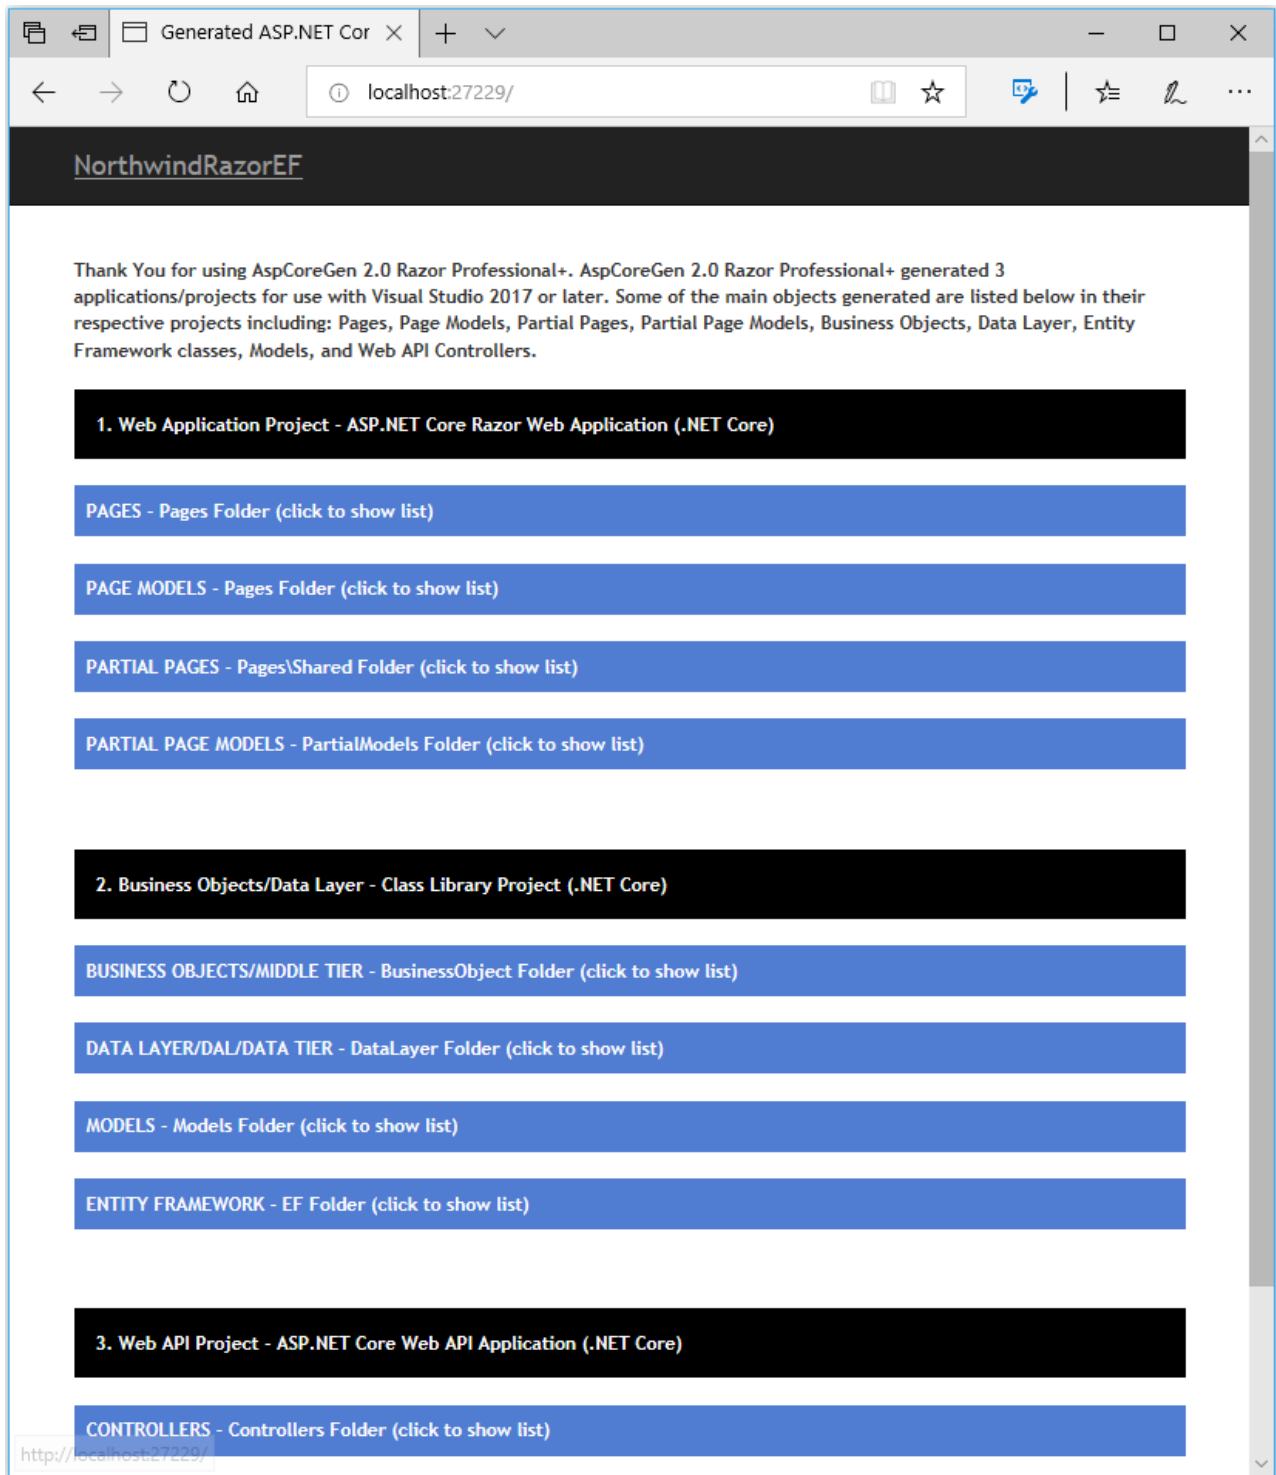 Generated ASP.NET Cor
localhost:27229/
NorthwindRazorEF
Thank You for using AspCoreGen 2.0 Razor Professional+. AspCoreGen 2.0 Razor Professional+ generated 3
applications/projects for use with Visual Studio 2017 or later. Some of the main objects generated are listed below in their
respective projects including: Pages, Page Models, Partial Pages, Partial Page Models, Business Objects, Data Layer, Entity
Framework classes, Models, and Web API Controllers.
1. Web Application Project - ASP.NET Core Razor Web Application (.NET Core)
PAGES - Pages Folder (click to show list)
PAGE MODELS - Pages Folder (click to show list)
PARTIAL PAGES - Pages\Shared Folder (click to show list)
PARTIAL PAGE MODELS - PartialModels Folder (click to show list)
2. Business Objects/Data Layer - Class Library Project (.NET Core)
BUSINESS OBJECTS/MIDDLE TIER - BusinessObject Folder (click to show list)
DATA LAYER/DAL/DATA TIER - DataLayer Folder (click to show list)
MODELS - Models Folder (click to show list)
ENTITY FRAMEWORK - EF Folder (click to show list)
3. Web API Project - ASP.NET Core Web API Application (.NET Core)
CONTROLLERS - Controllers Folder (click to show list)
http://localhost:27229/